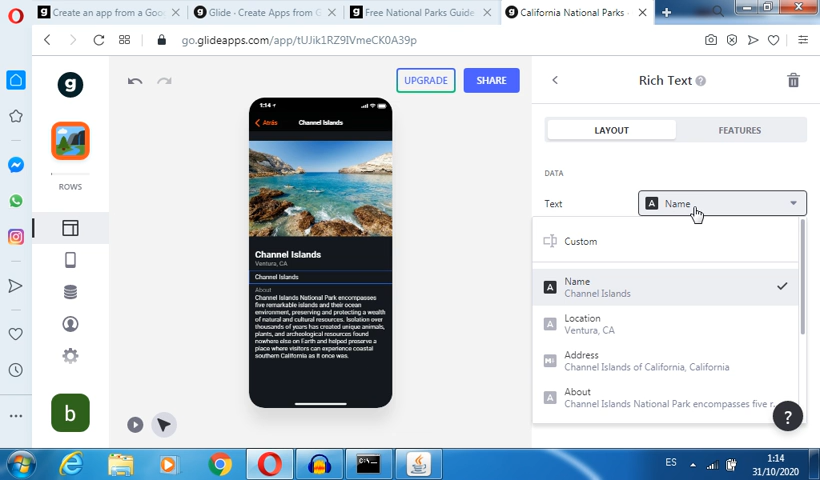 Create an app from a Goo
Glide - Create Apps from G
Free National Parks Guide
California National Parks -
go.glideapps.com/app/tUJik1RZ9IVmeCK0A39p
g
ROWS
b
UPGRADE
SHARE
1:14
Atrás
Channel Islands
Channel Islands
Ventura, CA
Channel Islands
About
Channel Islands National Park encompasses
five remarkable islands and their ocean
environment, preserving and protecting a wealth
of natural and cultural resources. Isolation over
thousands of years has created unique animals,
plants, and archeological resources found
nowhere else on Earth and helped preserve a
place where visitors can experience coastal
southern California as it once was.
Rich Text
LAYOUT
FEATURES
DATA
Text
A Name
Custom
A Name
Channel Islands
A Location
Ventura, CA
Address
Channel Islands of California, California
A About
Channel Islands National Park encompasses five r...
?
ES
1:14
31/10/2020